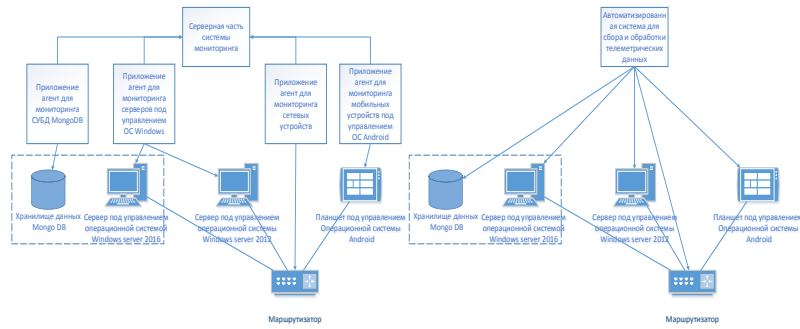 Серверная часть
системы
мониторинга
Приложение
агент для
мониторинга
СУБД MongoDB
Приложение
агент для
мониторинга
серверов под
управлением
ОС Windows
Приложение
агент для
мониторинга
сетевых
устройств
Приложение
агент для
мониторинга
мобильных
устройств под
управлением
ОС Android
Хранилище данных
Mongo DB
Сервер под управлением
операционной системой
Windows server 2016
Сервер под управлением
операционной системы
Windows server 2012
Планшет под управлением
Операционной системы
Android
Маршрутизатор
Автоматизированн
ая система для
сбора и обработки
телеметрических
данных
Хранилище данных
Mongo DB
Сервер под управлением
операционной системой
Windows server 2016
Сервер под управлением
операционной системы
Windows server 2012
Планшет под управлением
Операционной системы
Android
Маршрутизатор